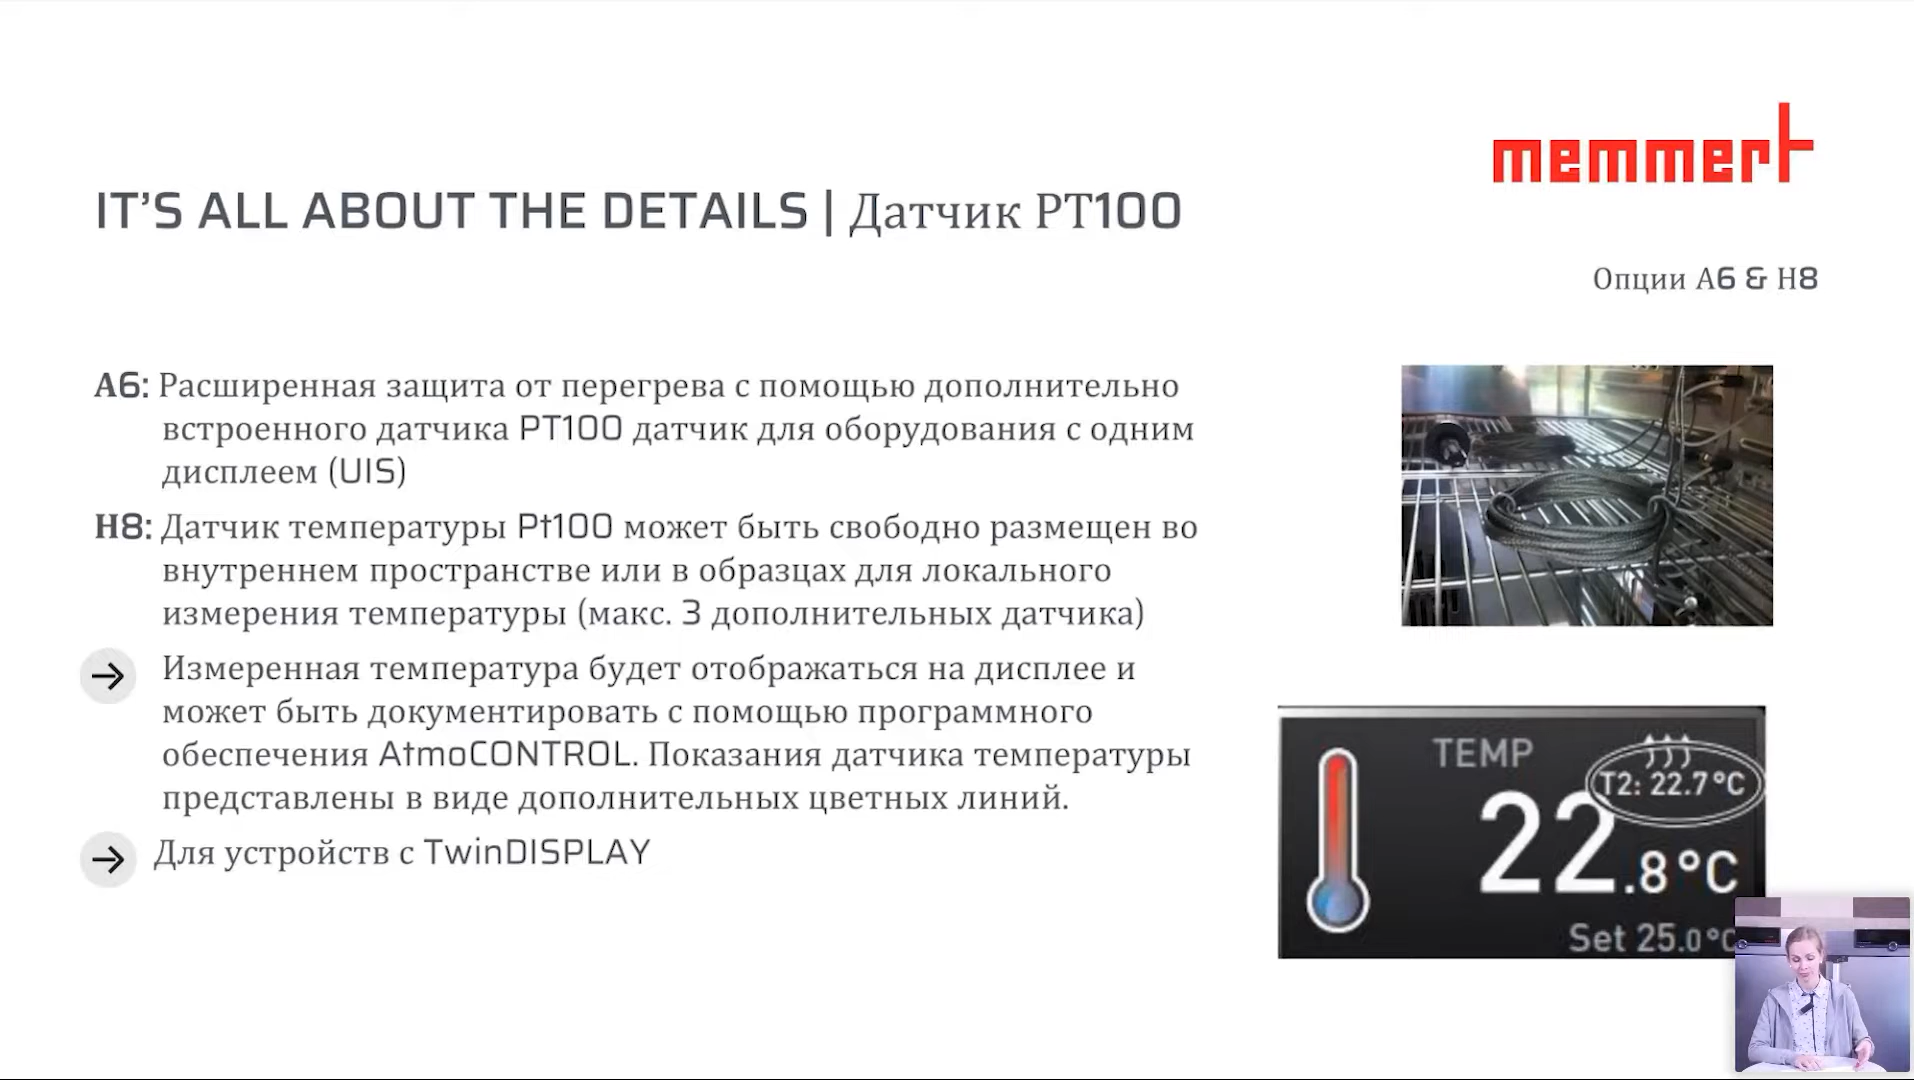 memmert
IT’S ALL ABOUT THE DETAILS | Датчик PT100
Опции A6 & H8
A6: Расширенная защита от перегрева с помощью дополнительно
встроенного датчика PT100 датчик для оборудования с одним
дисплеем (UIS)
H8: Датчик температуры Pt100 может быть свободно размещен во
внутреннем пространстве или в образцах для локального
измерения температуры (макс. 3 дополнительных датчика)
Измеренная температура будет отображаться на дисплее и
может быть документировать с помощью программного
обеспечения AtmoCONTROL. Показания датчика температуры
представлены в виде дополнительных цветных линий.
Для устройств с TwinDISPLAY
TEMP
T2: 22.7°C
22.8°C
Set 25.0°C